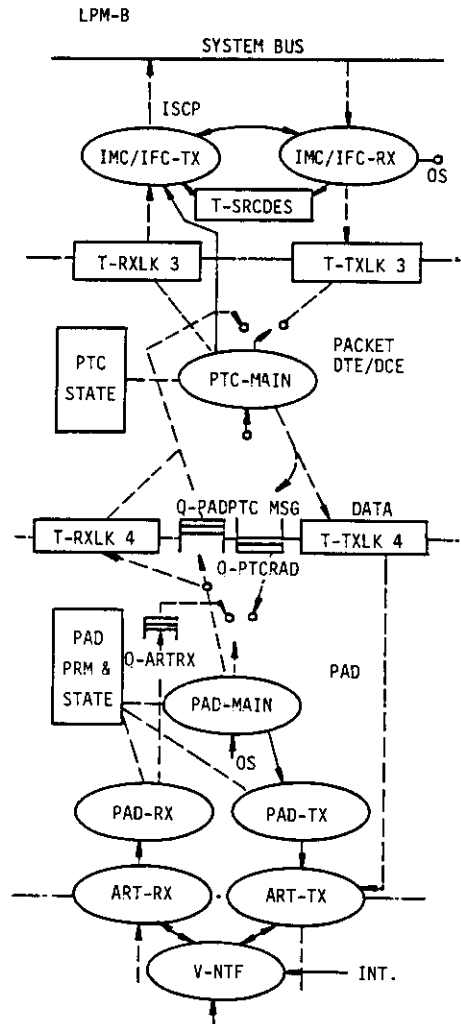 LPM-B
SYSTEM BUS
ISCP
IMC/IFC-TX
IMC/IFC-RX
OS
T-SRCDES
T-RXLK 3
T-TXLK 3
PTC
STATE
PTC-MAIN
PACKET
DTE/DCE
Q-PADPTC MSG
DATA
T-RXLK 4
T-TXLK 4
Q-PTCRAD
PAD
PRM &
STATE
Q-ARTRX
PAD
PAD-MAIN
OS
PAD-RX
PAD-TX
ART-RX
ART-TX
V-NTF
INT.